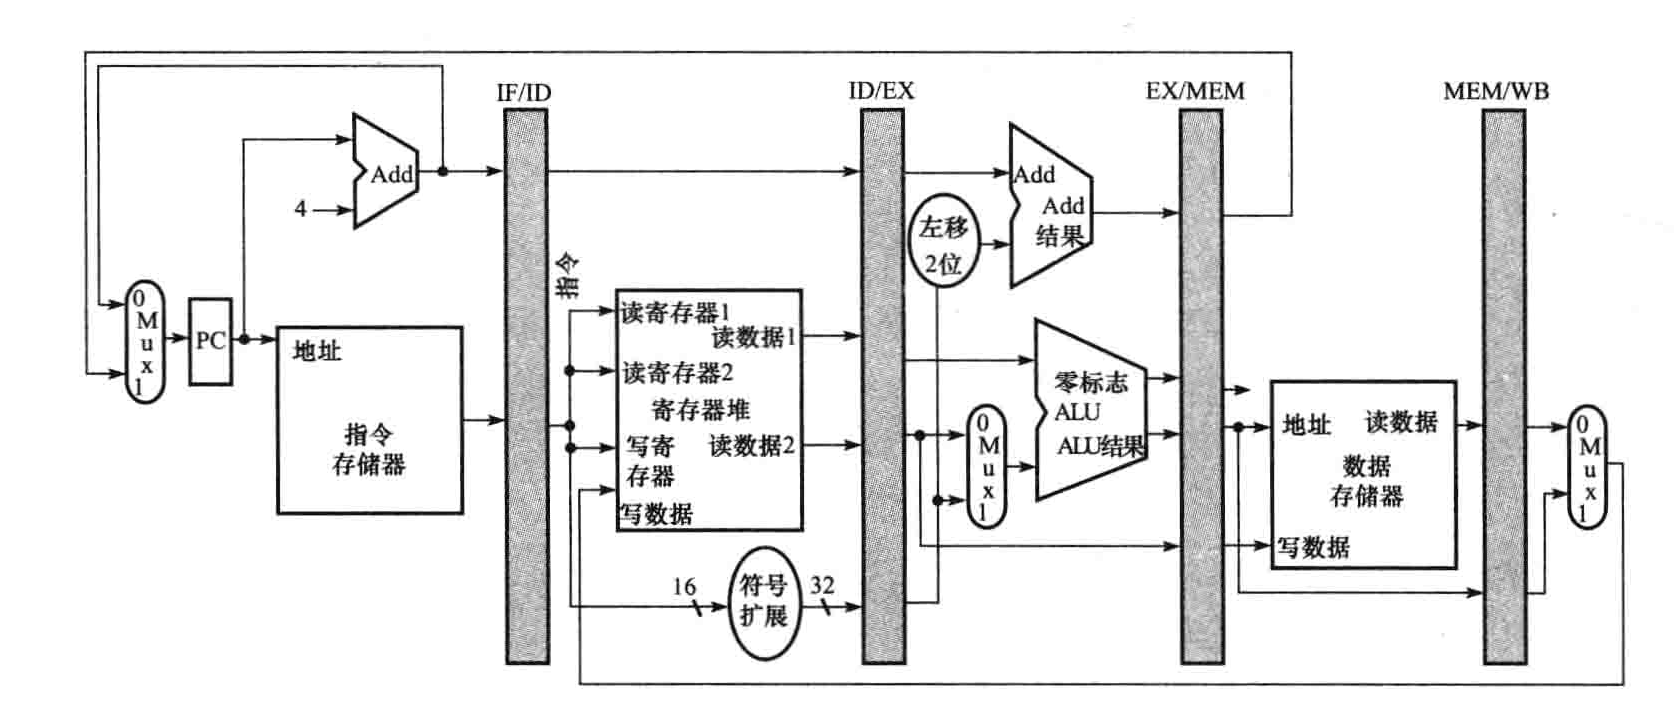 IF/ID
ID/EX
EX/MEM
MEM/WB
Add
4
指令
0
M
u
x
1
PC
地址
指令
存储器
读寄存器1
读数据1
读寄存器2
寄存器堆
写寄
存器
读数据2
写数据
16
符号
扩展
32
左移
2位
Add
Add
结果
0
M
u
x
1
零标志
ALU
ALU结果
地址
读数据
数据
存储器
写数据
0
M
u
x
1